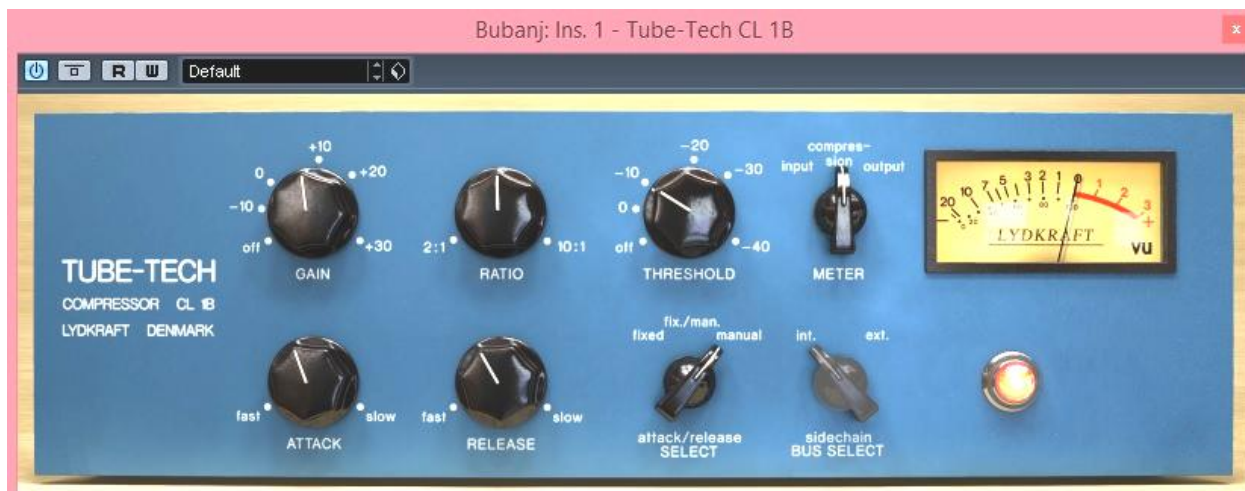 Bubanj: Ins. 1 - Tube-Tech CL 1B
x
R W Default
+10
0 +20
-10
off +30
GAIN
2:1 10:1
RATIO
-20
-10 -30
0
off -40
THRESHOLD
compres-
input sion output
METER
20 10 7 5 3 2 1 0 1 2 3
+
LYDKRAFT
VU
TUBE-TECH
COMPRESSOR CL 1B
LYDKRAFT DENMARK
fast slow
ATTACK
fast slow
RELEASE
fix./man.
fixed manual
attack/release
SELECT
int. ext.
sidechain
BUS SELECT